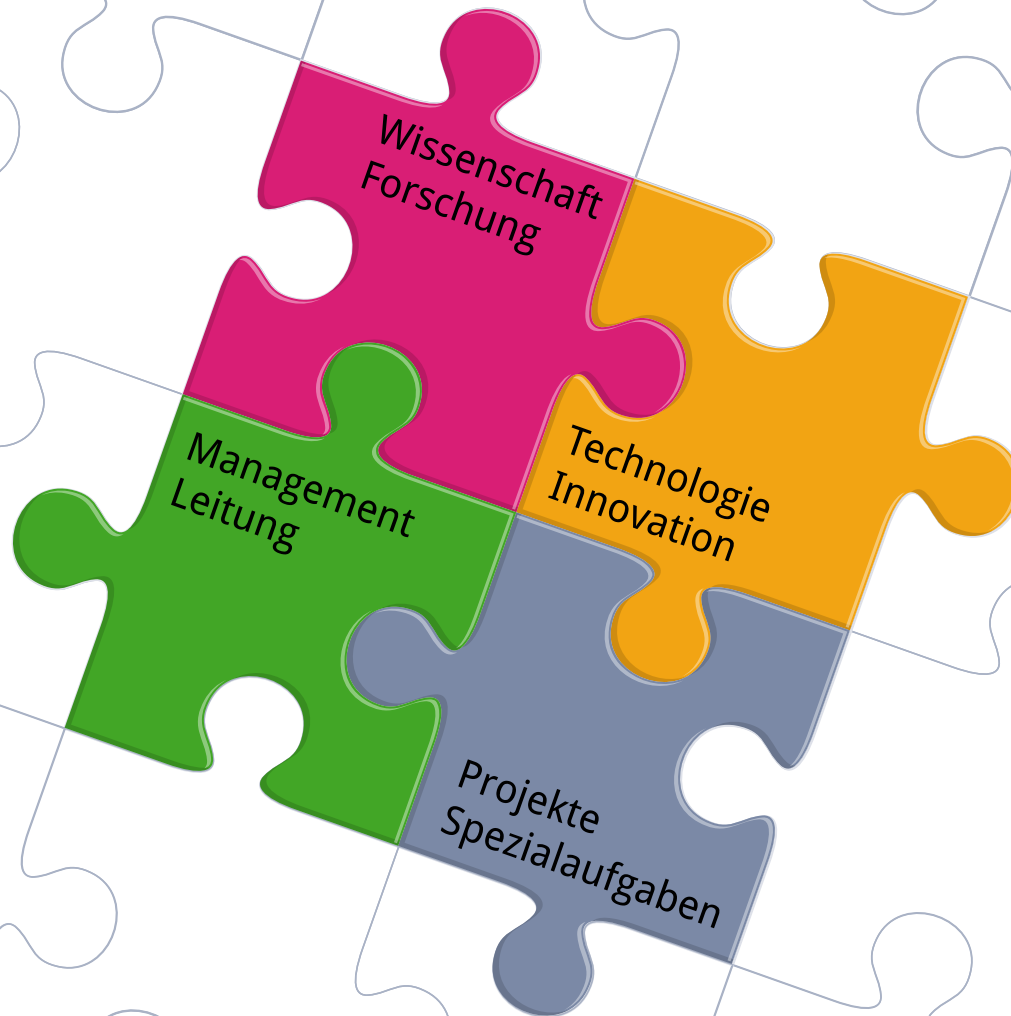 Wissenschaft
Forschung
Technologie
Innovation
Management
Leitung
Projekte
Spezialaufgaben